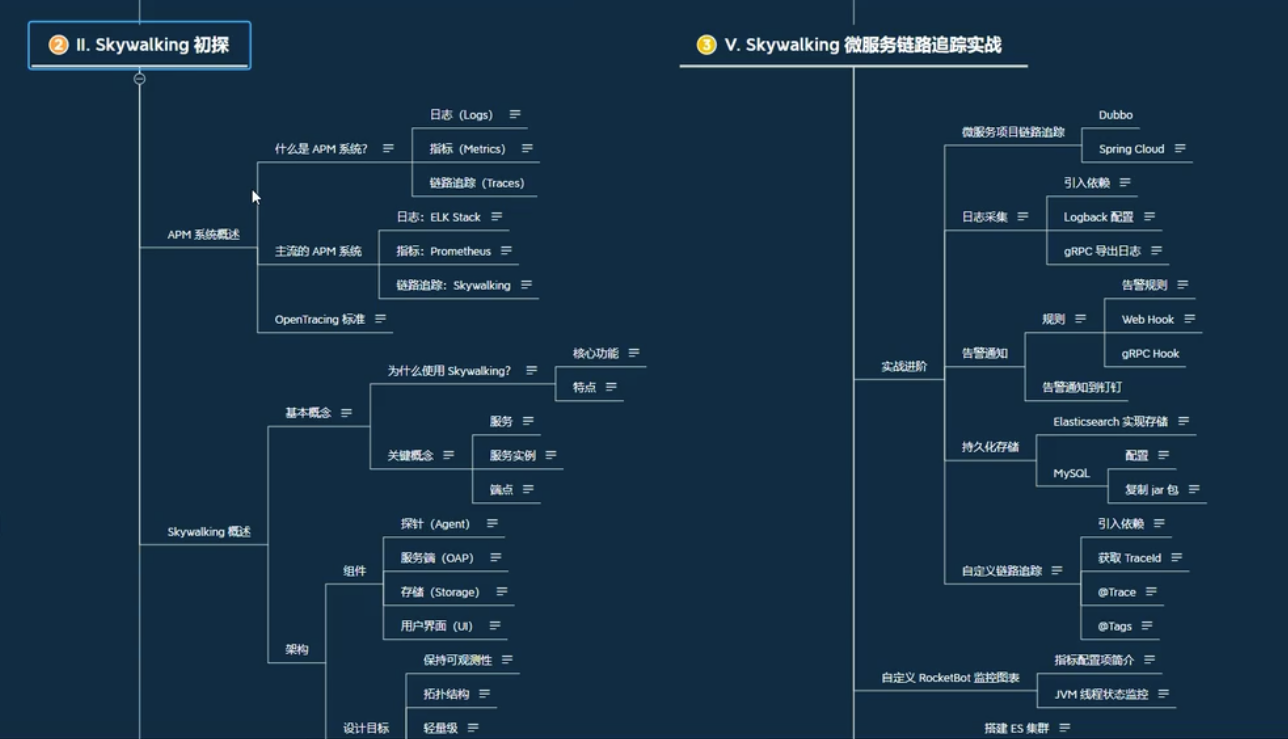 ② II. Skywalking 初探
日志（Logs）
什么是 APM 系统？
指标（Metrics）
链路追踪（Traces）
APM 系统概述
日志：ELK Stack
主流的 APM 系统
指标：Prometheus
链路追踪：Skywalking
OpenTracing 标准
核心功能
为什么使用 Skywalking？
特点
基本概念
服务
关键概念
服务实例
端点
Skywalking 概述
探针（Agent）
服务端（OAP）
组件
存储（Storage）
用户界面（UI）
架构
保持可观测性
拓扑结构
设计目标
轻量级
③ V. Skywalking 微服务链路追踪实战
Dubbo
微服务项目链路追踪
Spring Cloud
引入依赖
日志采集
Logback 配置
gRPC 导出日志
告警规则
规则
Web Hook
告警通知
gRPC Hook
实战进阶
告警通知到钉钉
Elasticsearch 实现存储
持久化存储
配置
MySQL
复制 jar 包
引入依赖
获取 TraceId
自定义链路追踪
@Trace
@Tags
指标配置项简介
自定义 RocketBot 监控图表
JVM 线程状态监控
搭建 ES 集群